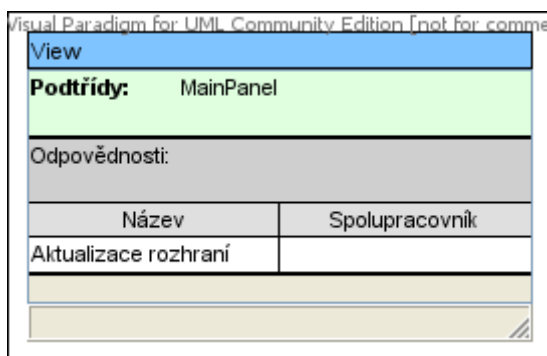 Visual Paradigm for UML Community Edition [not for comme
View
Podtřídy: MainPanel
Odpovědnosti:
Název Spolupracovník
Aktualizace rozhraní